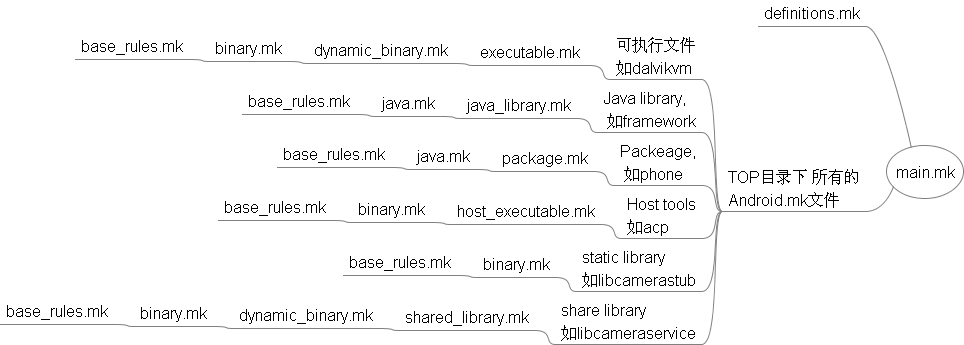 definitions.mk
base_rules.mk binary.mk dynamic_binary.mk executable.mk 可执行文件
如dalvikvm
base_rules.mk java.mk java_library.mk Java library,
如framework
base_rules.mk java.mk package.mk Packeage,
如phone
TOP目录下 所有的
Android.mk文件
main.mk
base_rules.mk binary.mk host_executable.mk Host tools
如acp
base_rules.mk binary.mk static library
如libcamerastub
base_rules.mk binary.mk dynamic_binary.mk shared_library.mk share library
如libcameraservice